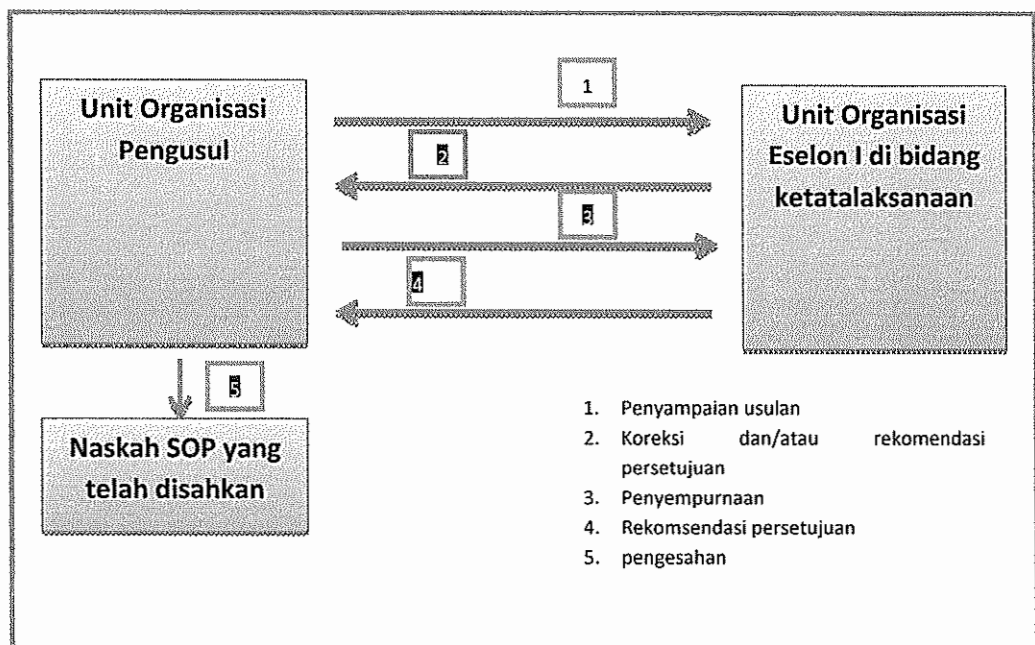 Unit Organisasi
Pengusul
1
2
3
4
Unit Organisasi
Eselon I di bidang
ketatalaksanaan
5
Naskah SOP yang
telah disahkan
1. Penyampaian usulan
2. Koreksi dan/atau rekomendasi
persetujuan
3. Penyempurnaan
4. Rekomsendasi persetujuan
5. pengesahan